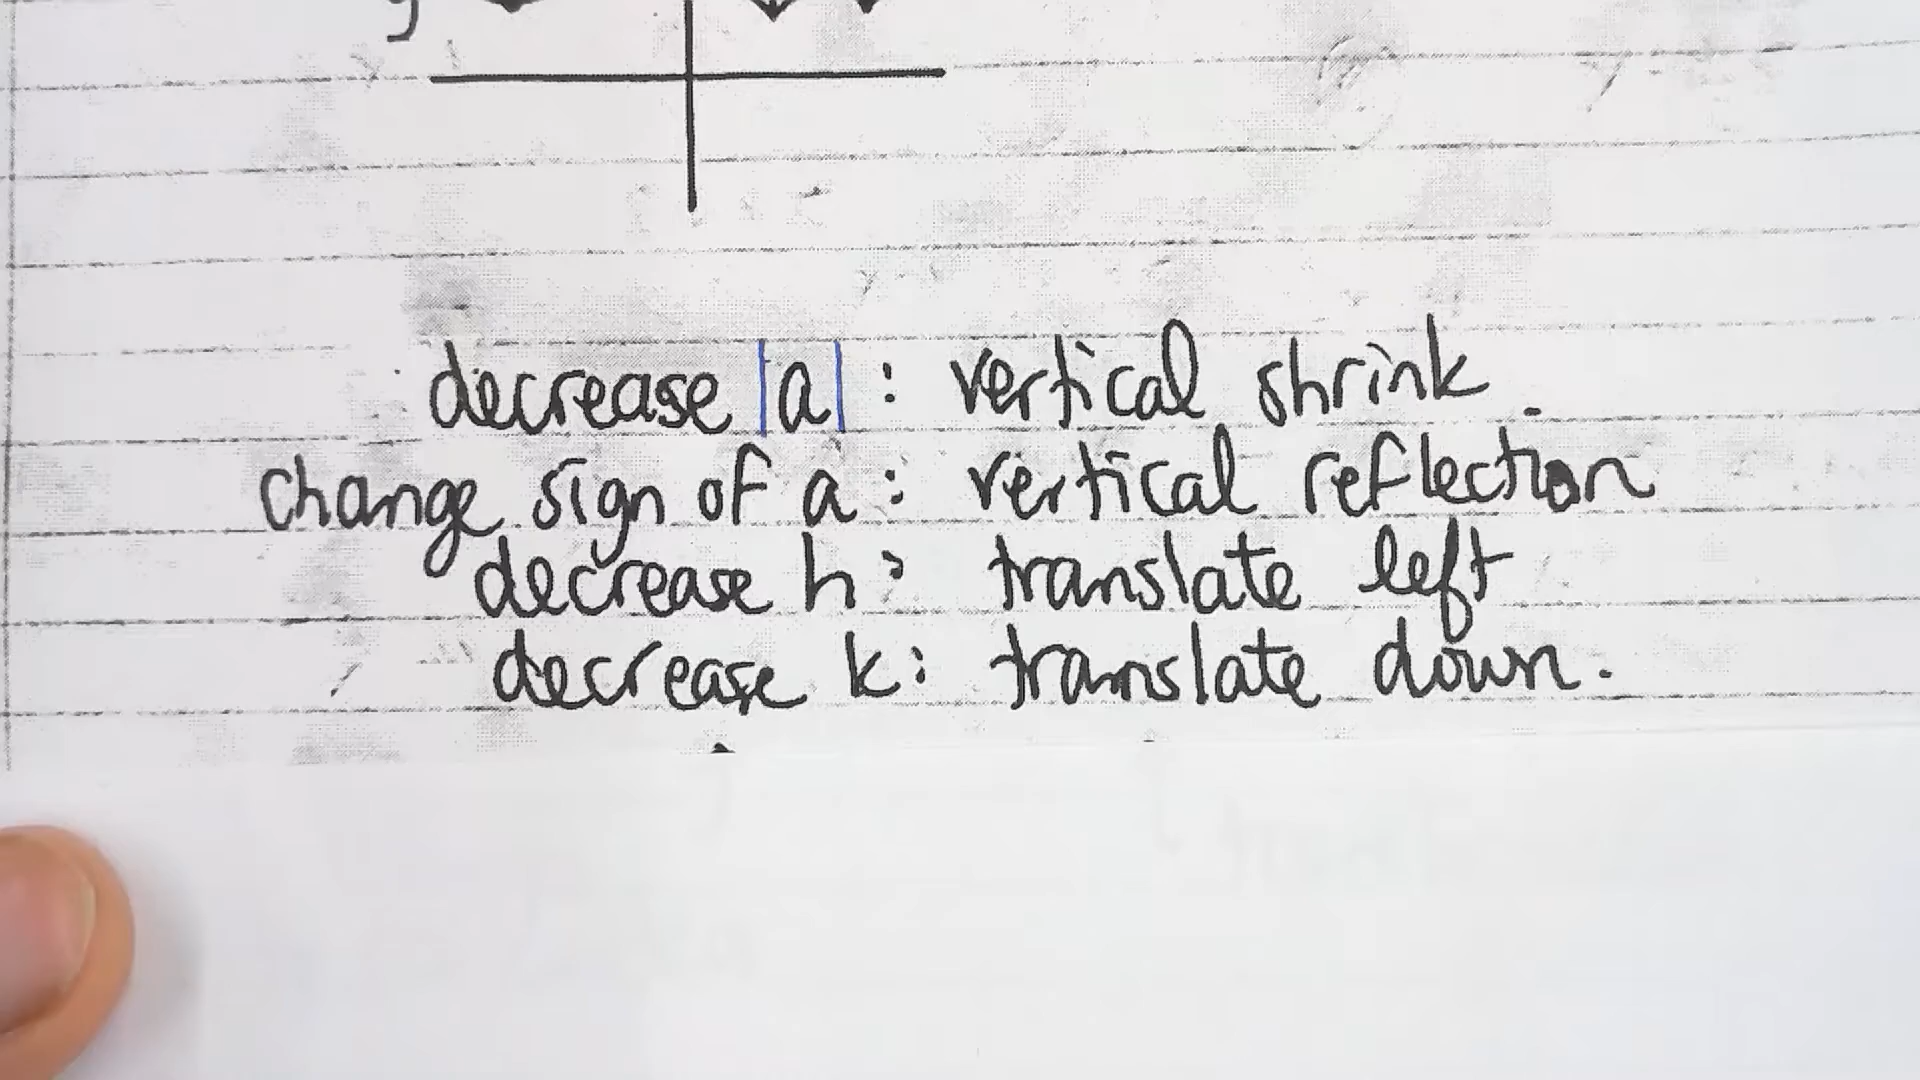 decrease |a| : vertical shrink.
change sign of a : vertical reflection
decrease h : translate left
decrease k : translate down.